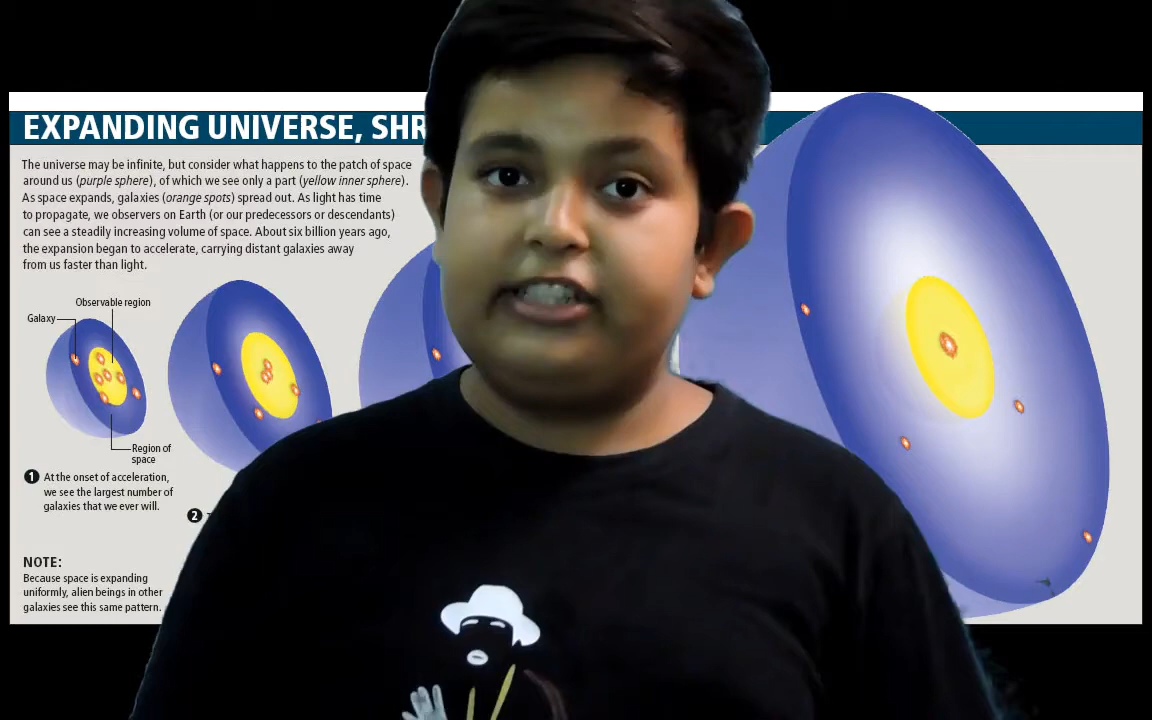 EXPANDING UNIVERSE,
The universe may be infinite, but consider what happens to the patch of space
around us (purple sphere), of which we see only a part (yellow inner sphere).
As space expands, galaxies (orange spots) spread out. As light has time
to propagate, we observers on Earth (or our predecessors or descendants)
can see a steadily increasing volume of space. About six billion years ago,
the expansion began to accelerate, carrying distant galaxies away
from us faster than light.
Observable region
Galaxy
Region of
space
1 At the onset of acceleration,
we see the largest number of
galaxies that we ever will.
2
NOTE:
Because space is expanding
uniformly, alien beings in other
galaxies see this same pattern.